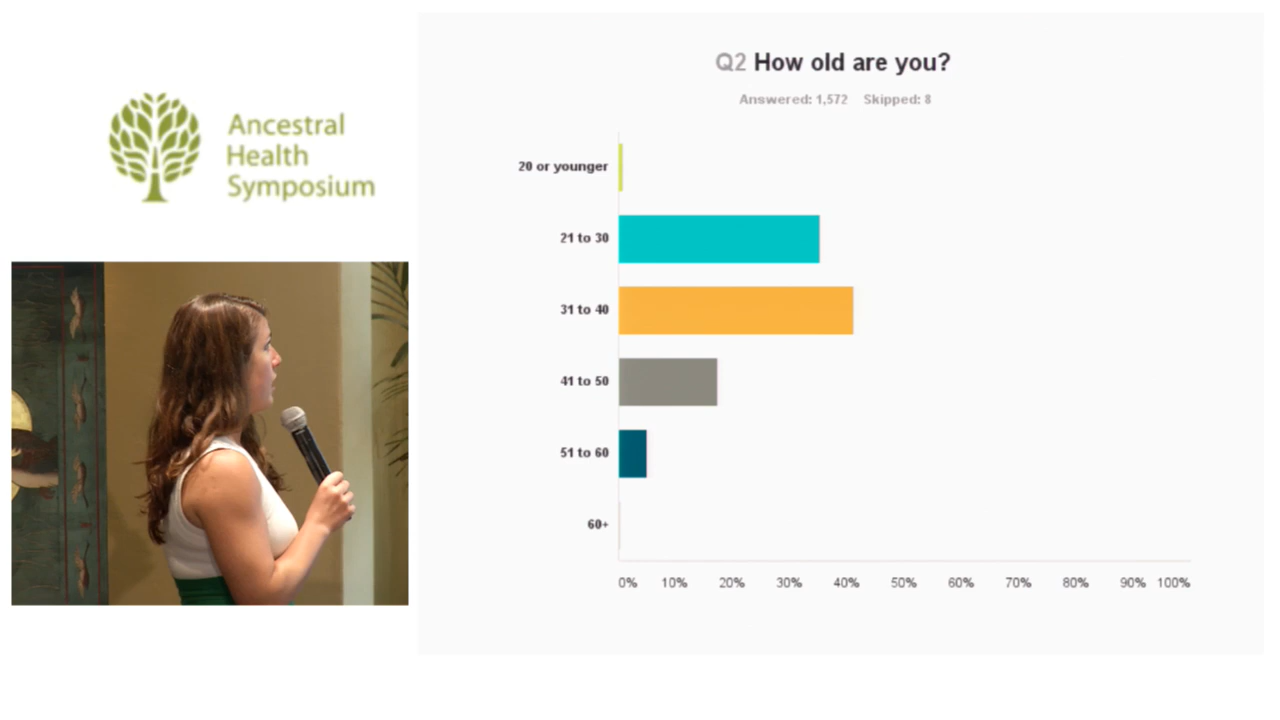 Ancestral
Health
Symposium
Q2 How old are you?
Answered: 1,572 Skipped: 8
20 or younger
21 to 30
31 to 40
41 to 50
51 to 60
60+
0% 10% 20% 30% 40% 50% 60% 70% 80% 90% 100%